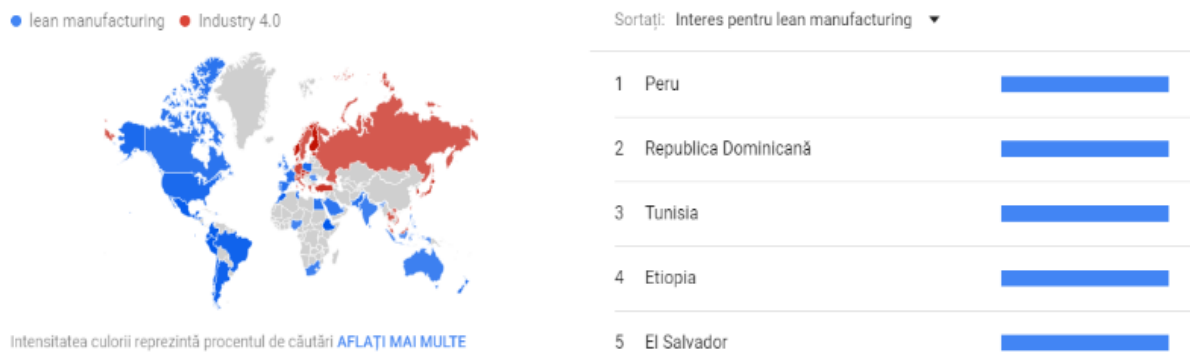 lean manufacturing Industry 4.0
Intensitatea culorii reprezintă procentul de căutări AFLAȚI MAI MULTE
Sortați: Interes pentru lean manufacturing
1 Peru
2 Republica Dominicană
3 Tunisia
4 Etiopia
5 El Salvador